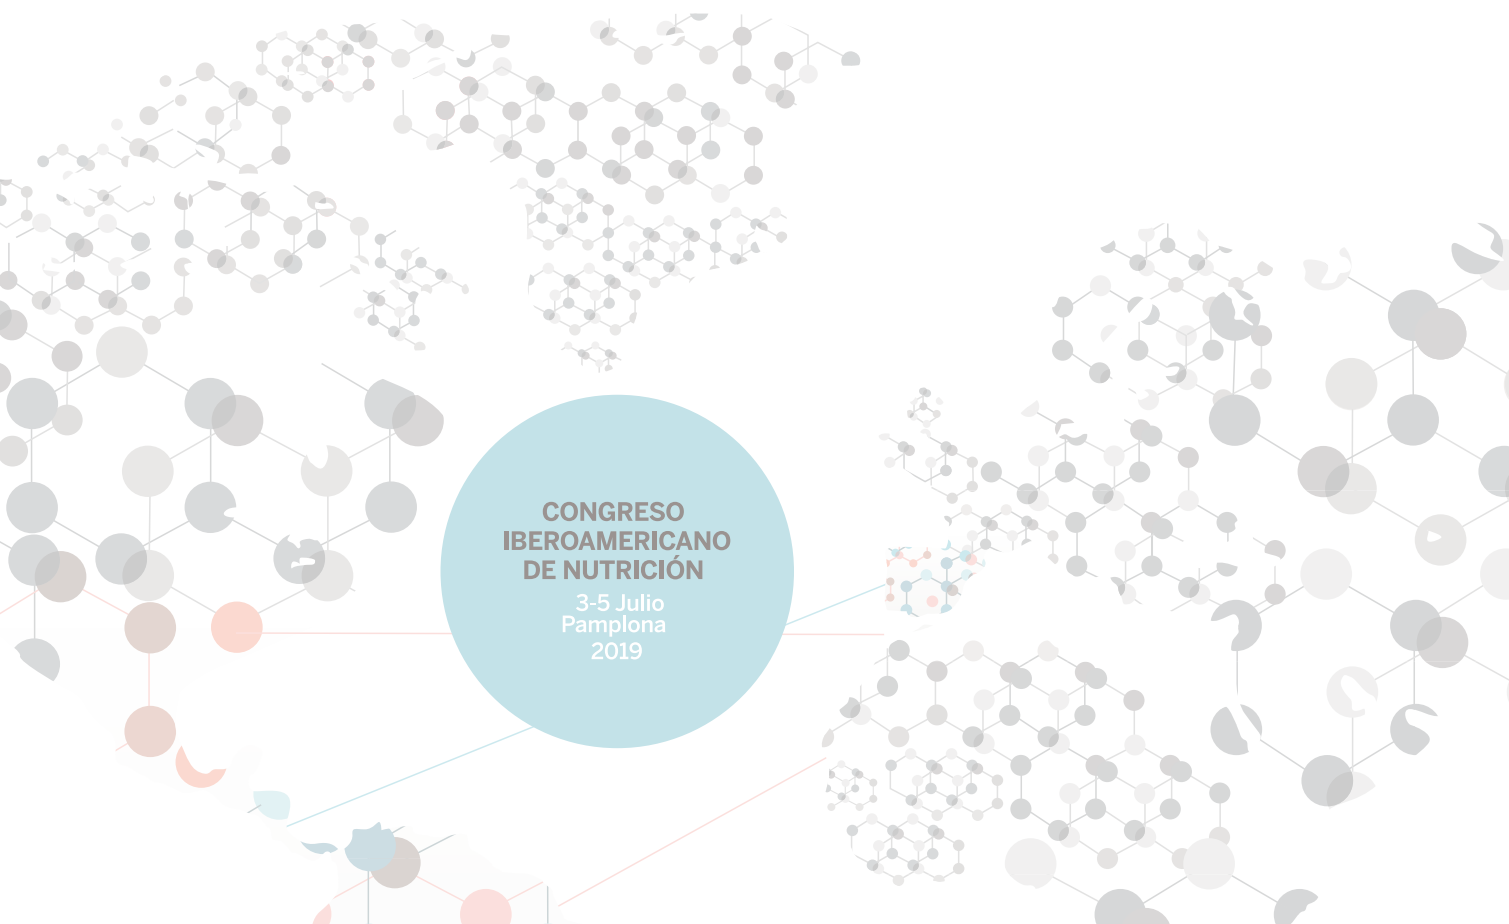 CONGRESO
IBEROAMERICANO
DE NUTRICIÓN
3-5 Julio
Pamplona
2019